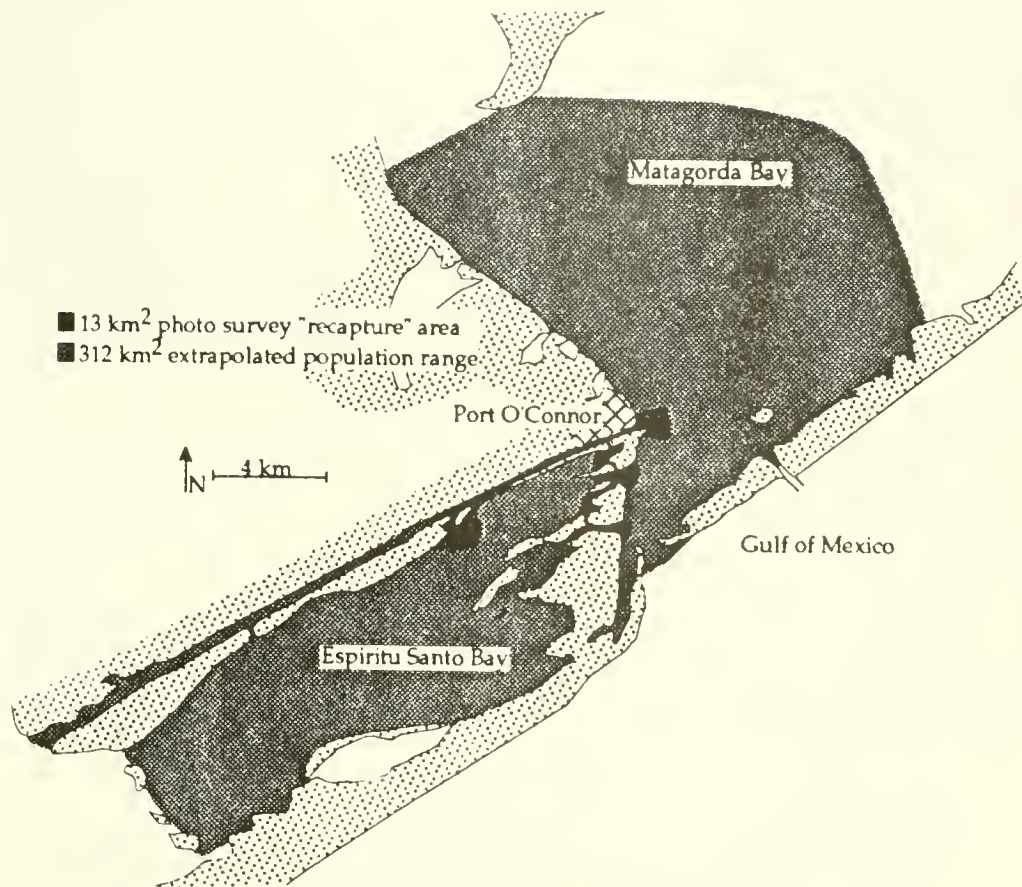 Matagorda Bay
13 km² photo survey "recapture" area
312 km² extrapolated population range
Port O'Connor
4 km
N
Gulf of Mexico
Espiritu Santo Bay